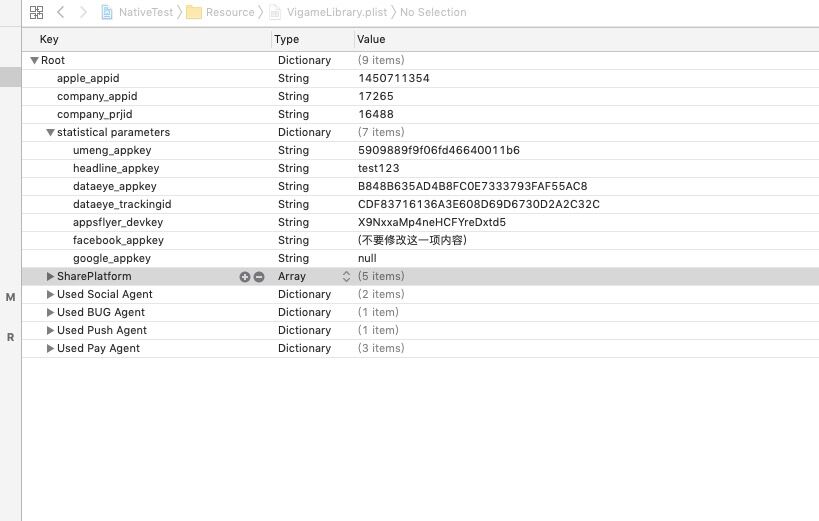 NativeTest Resource VigameLibrary.plist No Selection
Key Type Value
Root Dictionary (9 items)
apple_appid String 1450711354
company_appid String 17265
company_prjid String 16488
statistical parameters Dictionary (7 items)
umeng_appkey String 5909889f9f06fd46640011b6
headline_appkey String test123
dataeye_appkey String B848B635AD4B8FC0E7333793FAF55AC8
dataeye_trackingid String CDF83716136A3E608D69D6730D2A2C32C
appsflyer_devkey String X9NxxaMp4neHCFYreDxtd5
facebook_appkey String (不要修改这一项内容)
google_appkey String null
SharePlatform Array (5 items)
M Used Social Agent Dictionary (2 items)
Used BUG Agent Dictionary (1 item)
R Used Push Agent Dictionary (1 item)
Used Pay Agent Dictionary (3 items)